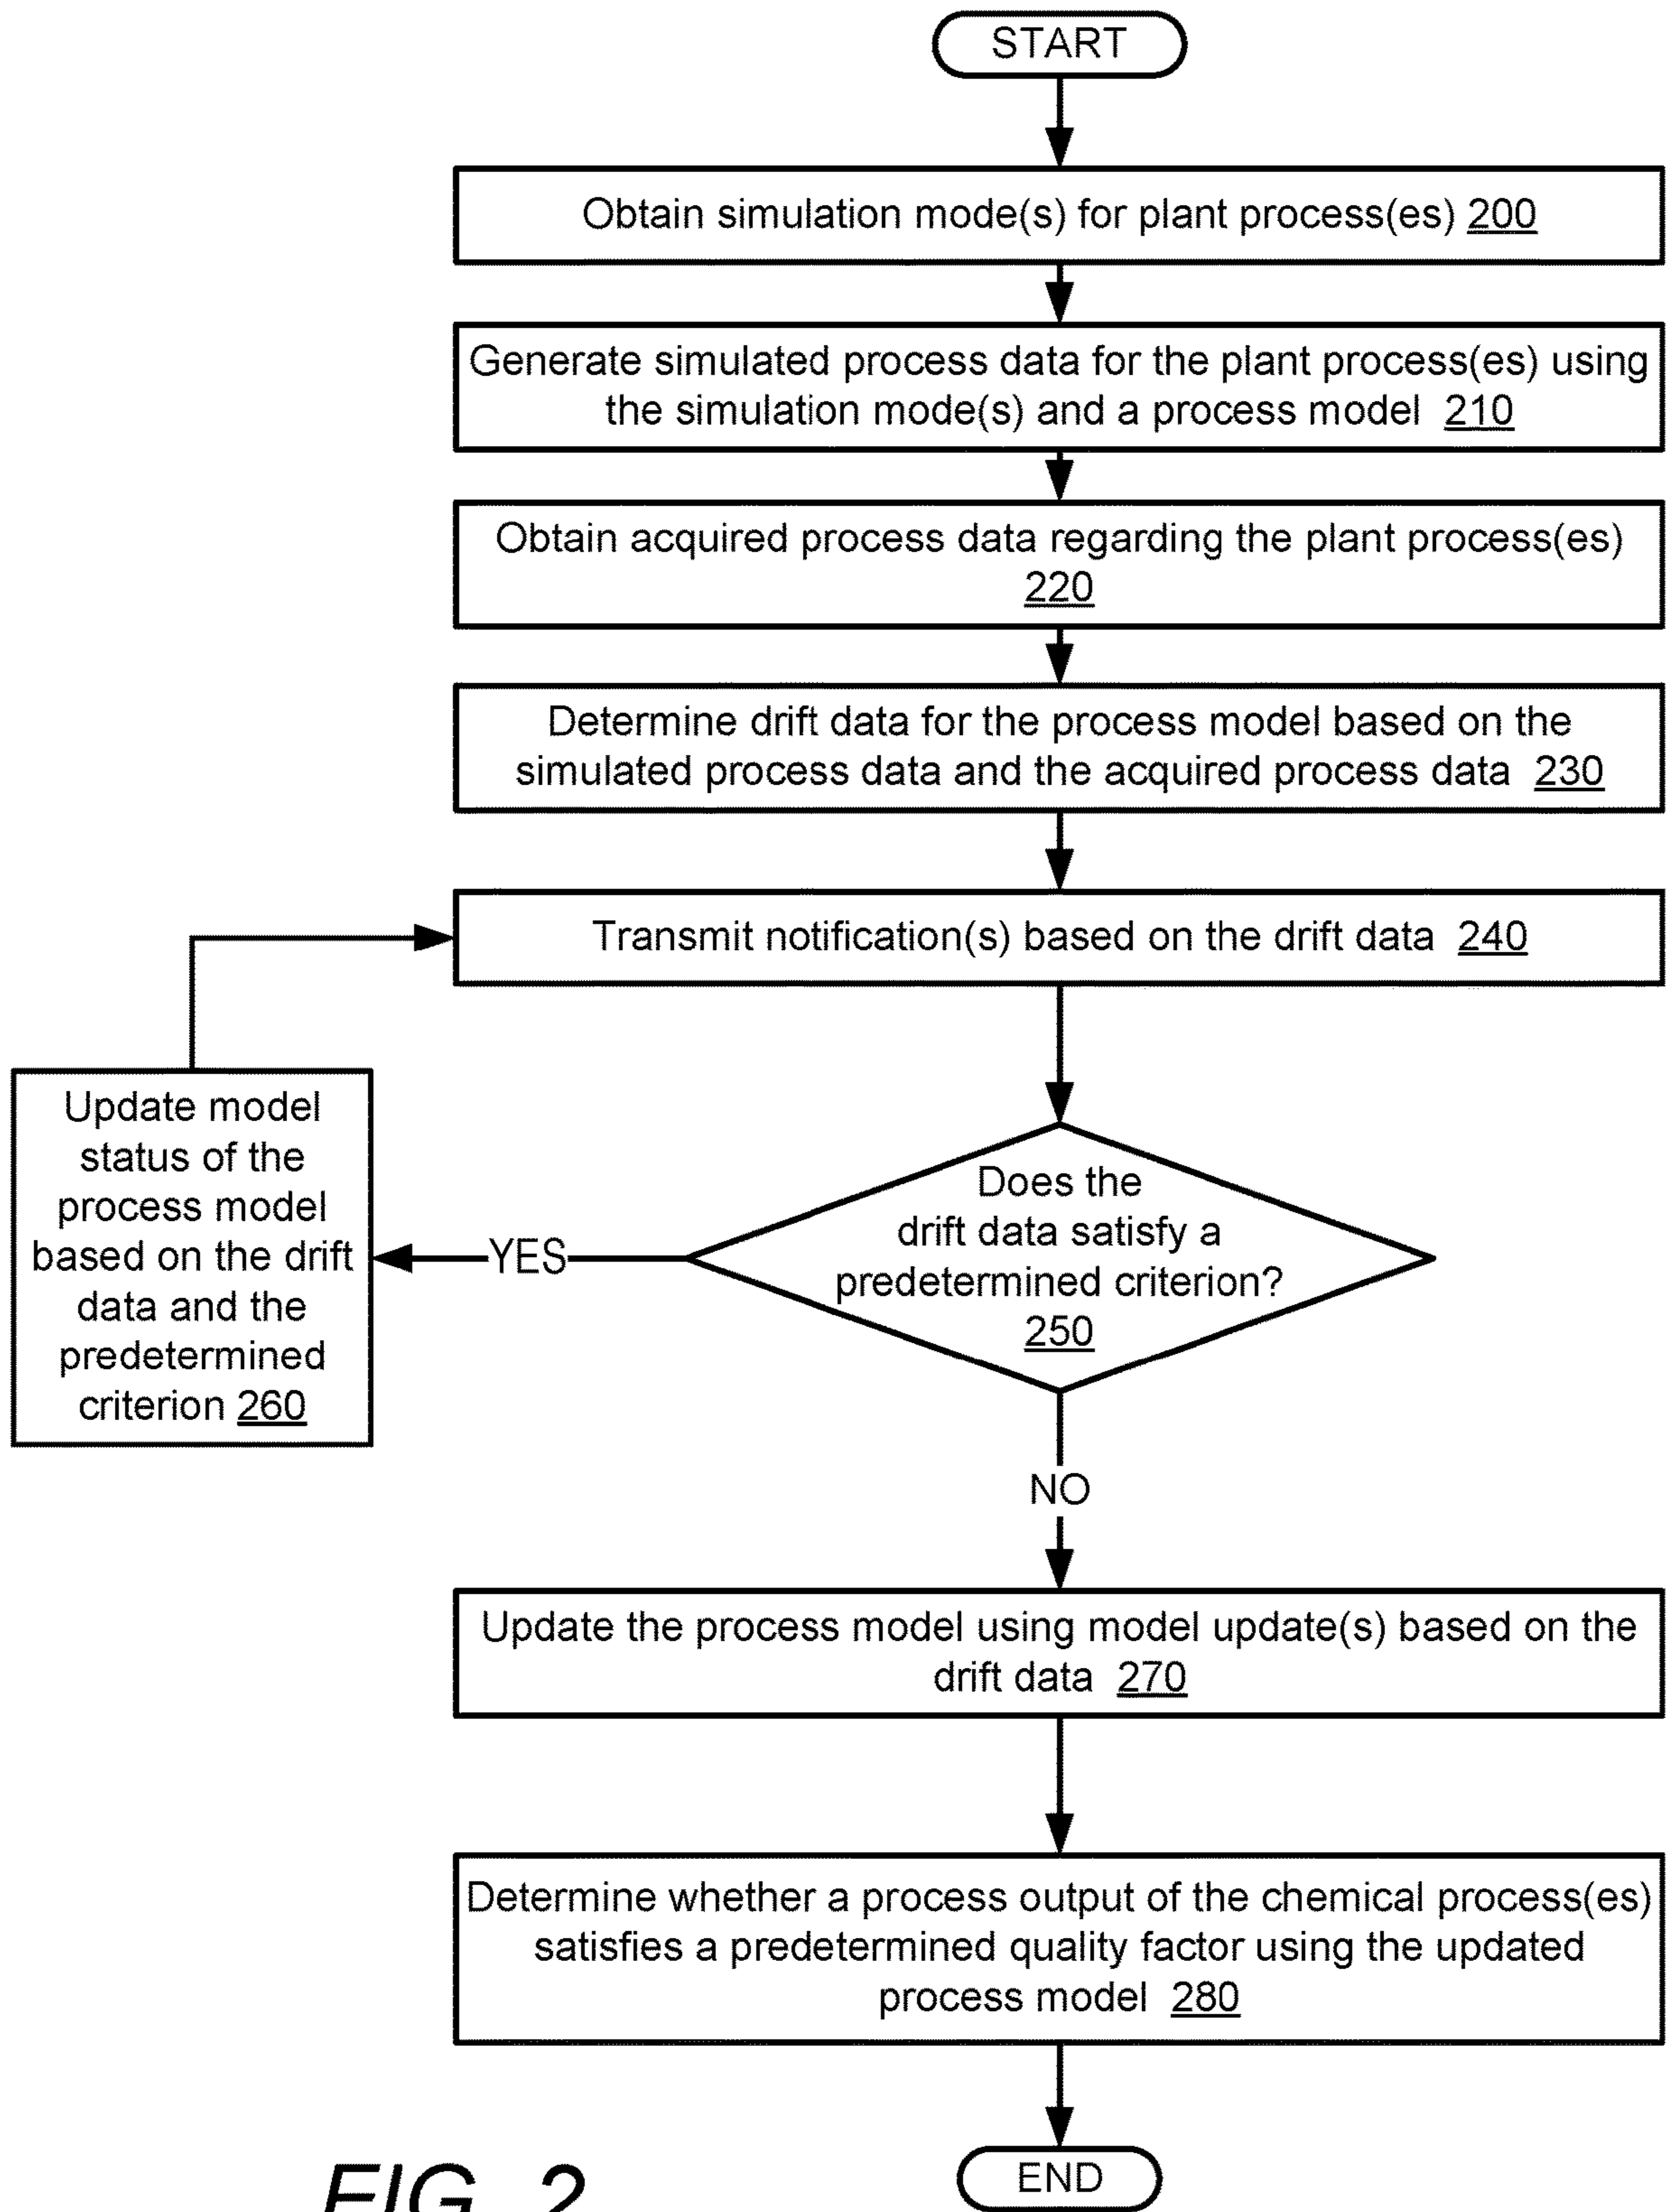 START
Obtain simulation mode(s) for plant process(es) 200
Generate simulated process data for the plant process(es) using
the simulation mode(s) and a process model 210
Obtain acquired process data regarding the plant process(es)
220
Determine drift data for the process model based on the
simulated process data and the acquired process data 230
Transmit notification(s) based on the drift data 240
Update model
status of the
process model
based on the drift
data and the
predetermined
criterion 260
YES
Does the
drift data satisfy a
predetermined criterion?
250
NO
Update the process model using model update(s) based on the
drift data 270
Determine whether a process output of the chemical process(es)
satisfies a predetermined quality factor using the updated
process model 280
END
FIG. 2